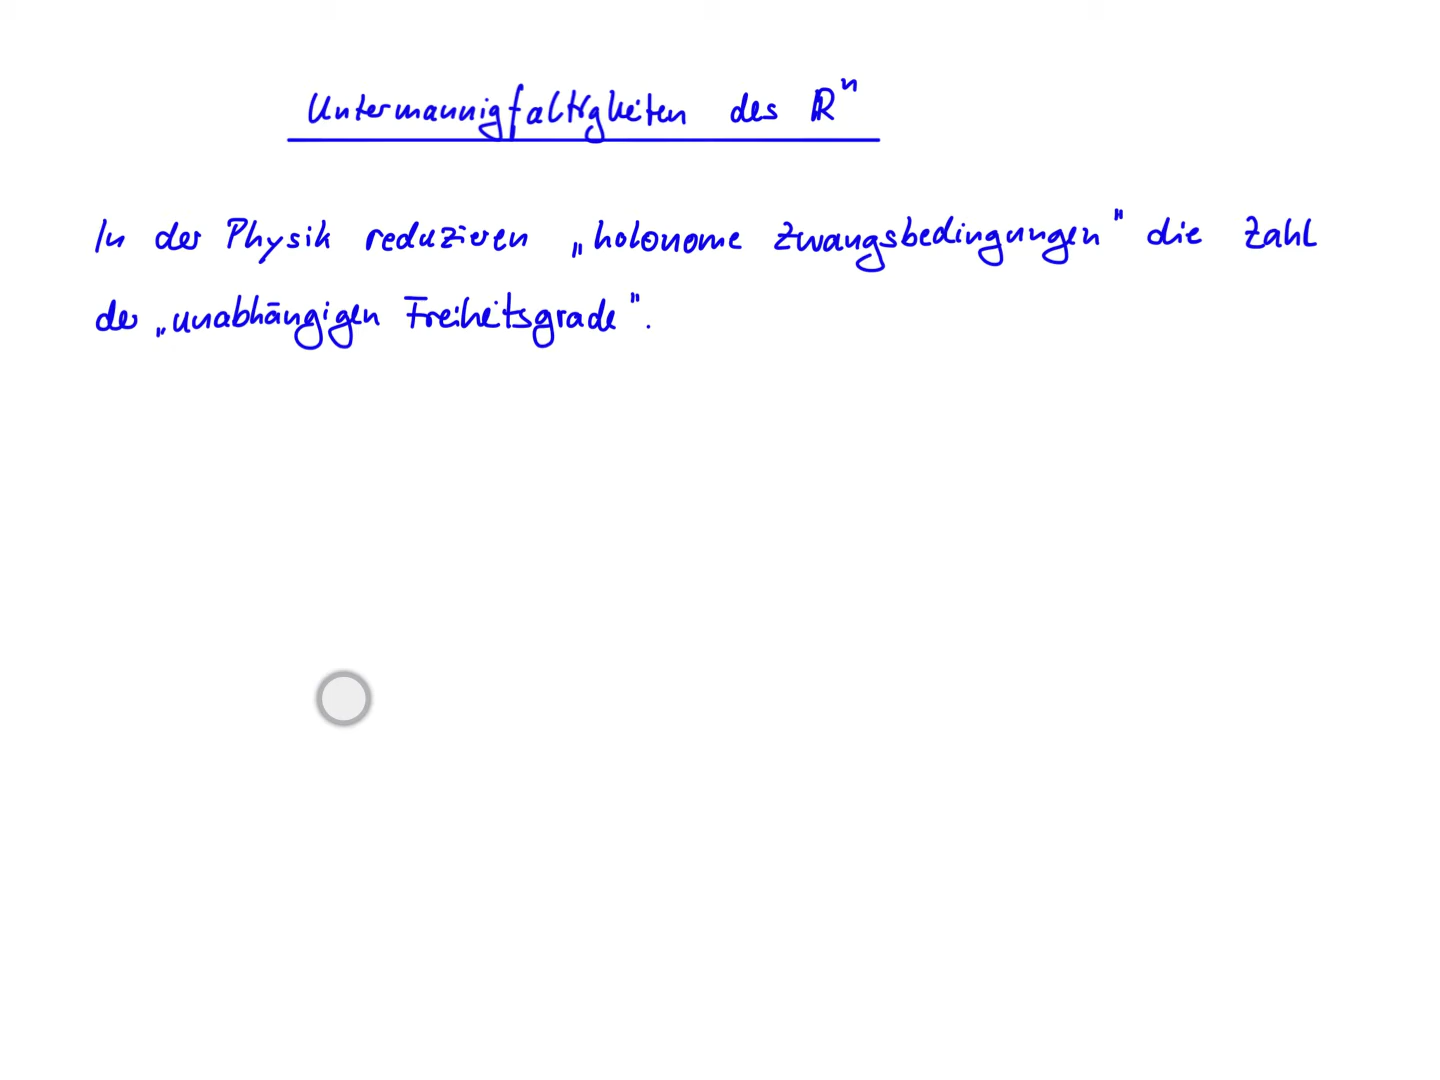 Untermannigfaltigkeiten des ℝⁿ
In der Physik reduzieren „holonome Zwangsbedingungen" die Zahl
der „unabhängigen Freiheitsgrade".